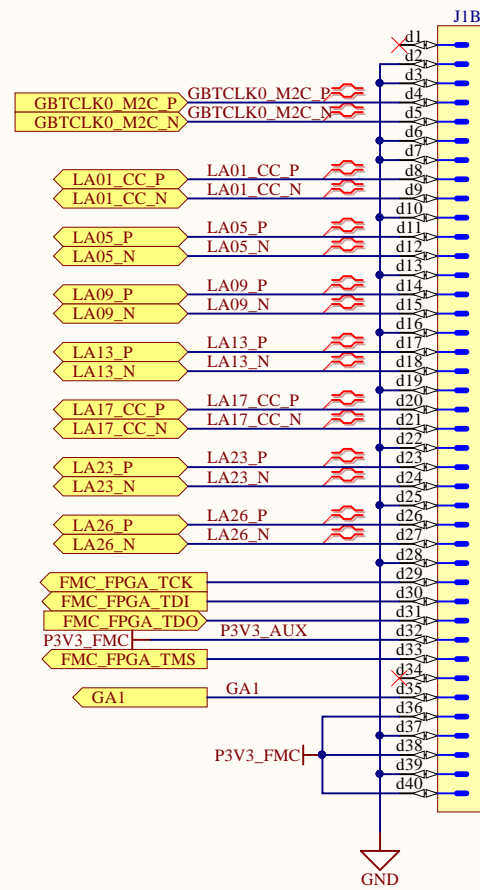 J1B
d1
d2
d3
GBTCLK0_M2C_P GBTCLK0_M2C_P d4
GBTCLK0_M2C_N GBTCLK0_M2C_N d5
d6
d7
LA01_CC_P LA01_CC_P d8
LA01_CC_N LA01_CC_N d9
d10
LA05_P LA05_P d11
LA05_N LA05_N d12
d13
LA09_P LA09_P d14
LA09_N LA09_N d15
d16
LA13_P LA13_P d17
LA13_N LA13_N d18
d19
LA17_CC_P LA17_CC_P d20
LA17_CC_N LA17_CC_N d21
d22
LA23_P LA23_P d23
LA23_N LA23_N d24
d25
LA26_P LA26_P d26
LA26_N LA26_N d27
d28
FMC_FPGA_TCK d29
FMC_FPGA_TDI d30
FMC_FPGA_TDO d31
P3V3_FMC P3V3_AUX d32
FMC_FPGA_TMS d33
d34
GA1 GA1 d35
d36
d37
P3V3_FMC d38
d39
d40
GND